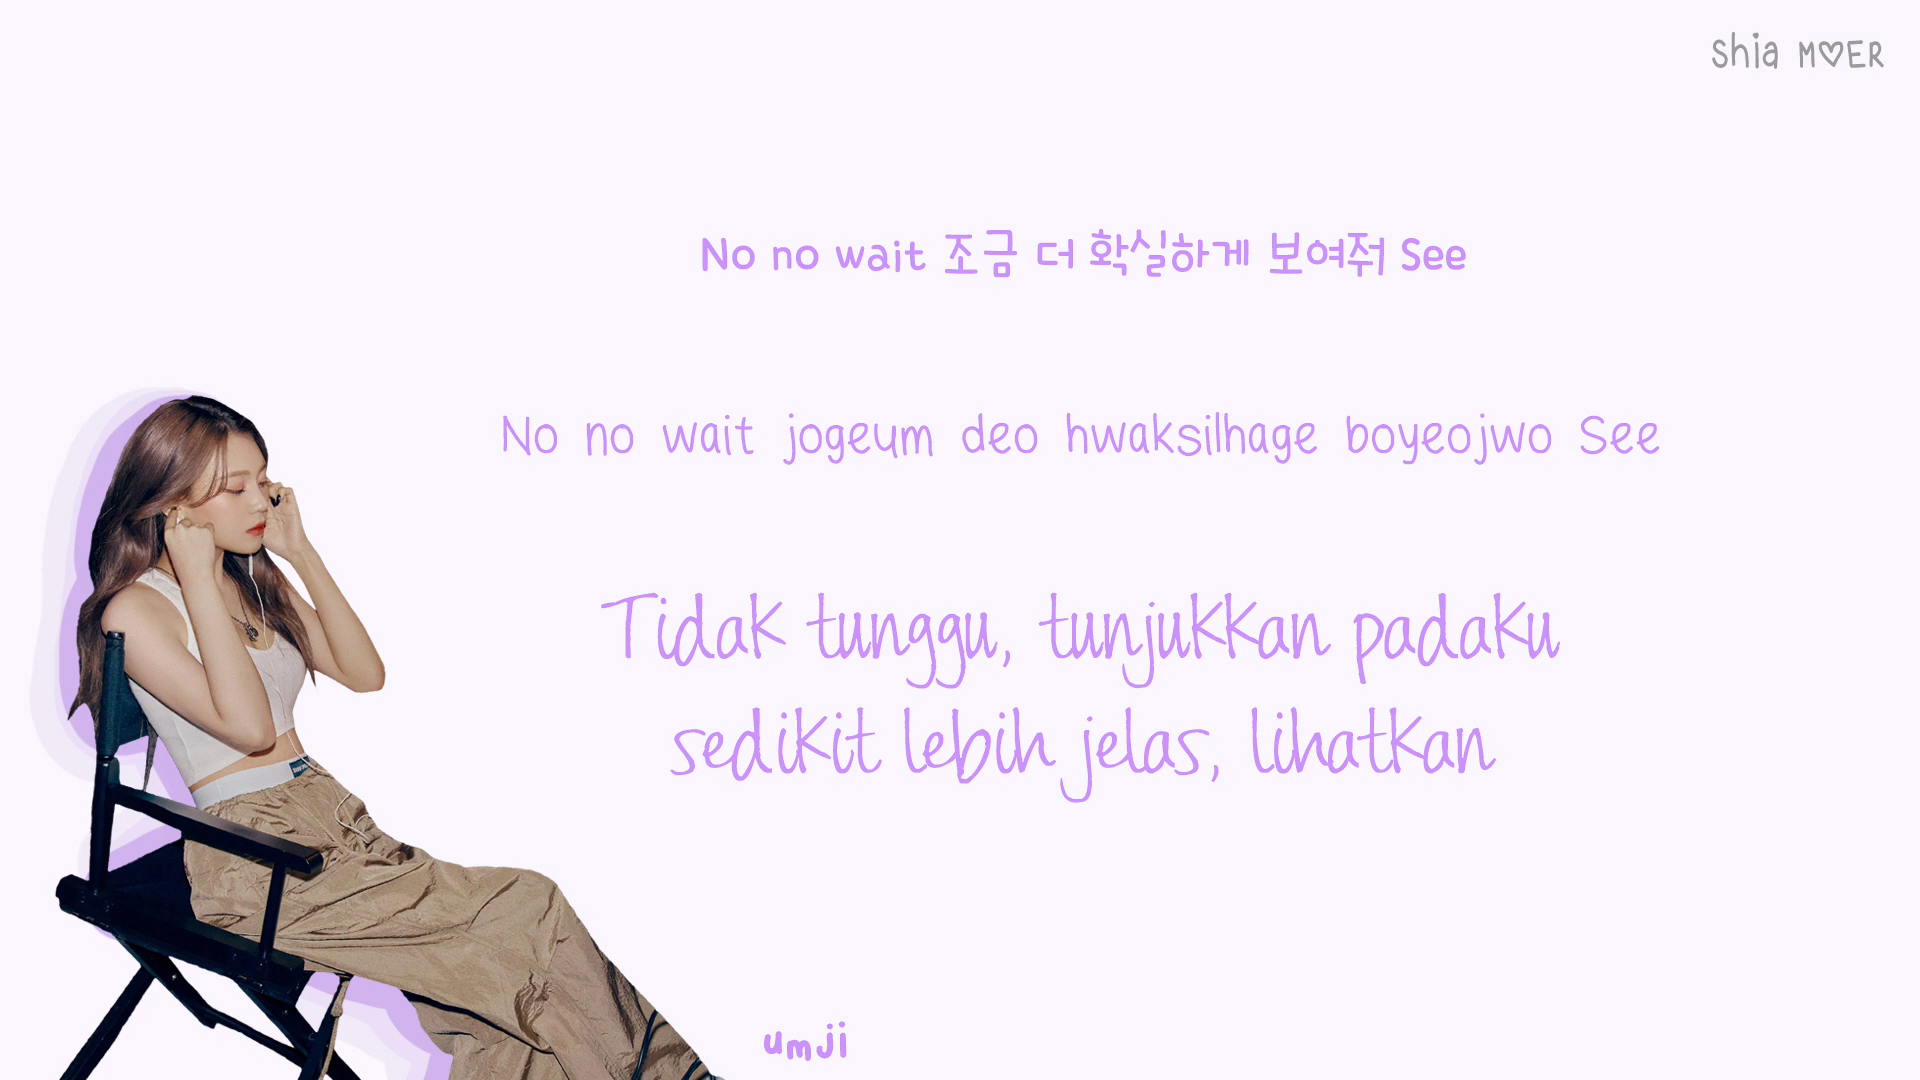 Shia M♡ER
No no wait 조금 더 확실하게 보여줘 See
No no wait jogeum deo hwaksilhage boyeojwo See
Tidak tunggu, tunjukkan padaku
sedikit lebih jelas, lihatkan
umji